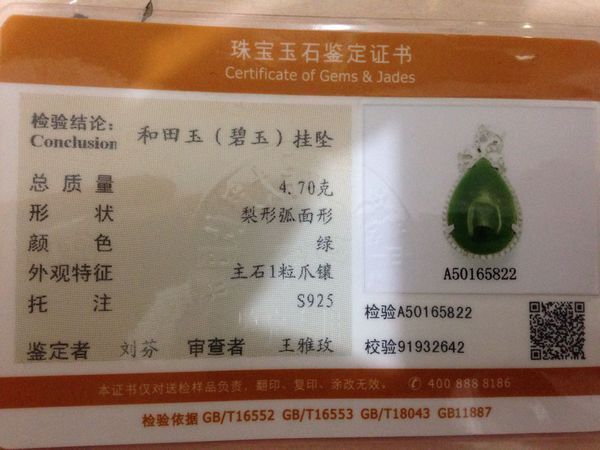 珠宝玉石鉴定证书
Certificate of Gems & Jades
检验结论: 和田玉（碧玉）挂坠
Conclusion
总质量 4.70克
形状 梨形弧面形
颜色 绿
外观特征 主石1粒爪镶
托注 S925
鉴定者 刘芬 审查者 王雅玫
A50165822
检验A50165822
校验91932642
本证书仅对送检样品负责，翻印、复印、涂改无效。 400 888 8186
检验依据 GB/T16552 GB/T16553 GB/T18043 GB11887